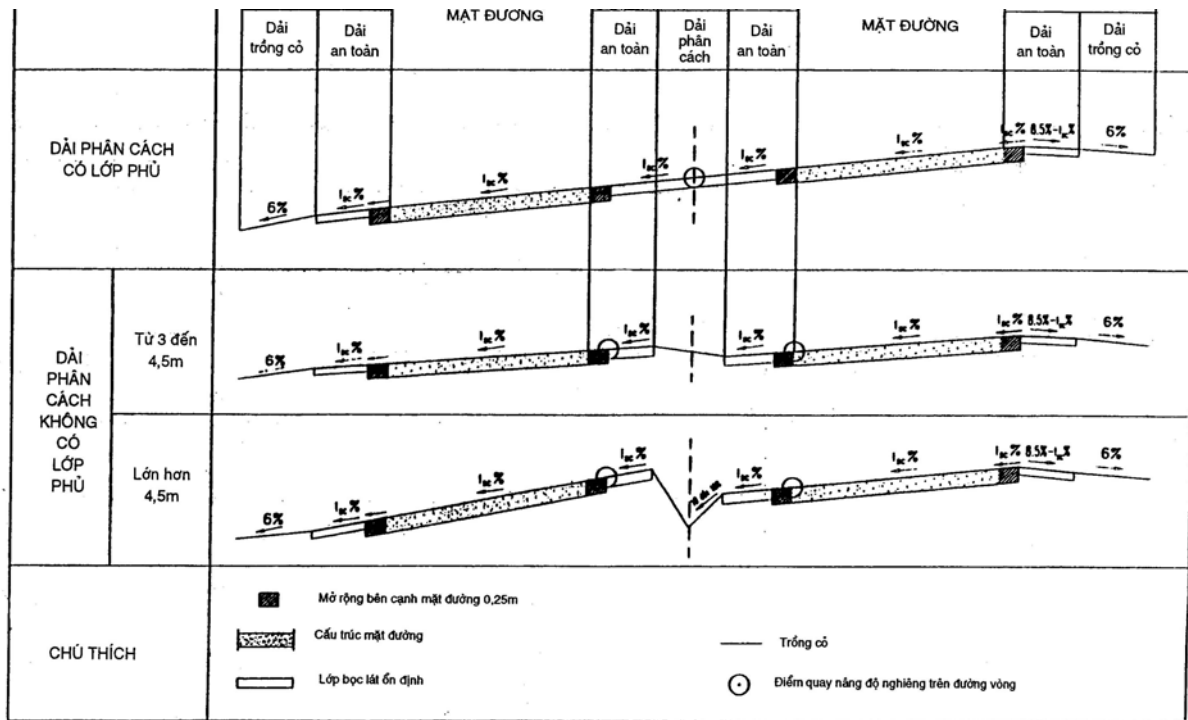 MẶT ĐƯƠNG
MẶT ĐƯỜNG
Dải
trồng cỏ
Dải
an toàn
Dải
an toàn
Dải
phân
cách
Dải
an toàn
Dải
an toàn
Dải
trồng cỏ
DẢI PHÂN CÁCH
CÓ LỚP PHỦ
6%
isc%
isc%
isc%
isc%
isc%
isc%
8.5%-isc%
6%
DẢI
PHÂN
CÁCH
KHÔNG
CÓ
LỚP
PHỦ
Từ 3 đến
4,5m
6%
isc%
isc%
isc%
isc%
isc%
isc%
8.5%-isc%
6%
Lớn hơn
4,5m
6%
isc%
isc%
isc%
isc%
isc%
isc%
8.5%-isc%
6%
CHÚ THÍCH
Mở rộng bên cạnh mặt đường 0,25m
Cấu trúc mặt đường
Lớp bọc lát ổn định
Trồng cỏ
Điểm quay nâng độ nghiêng trên đường vòng